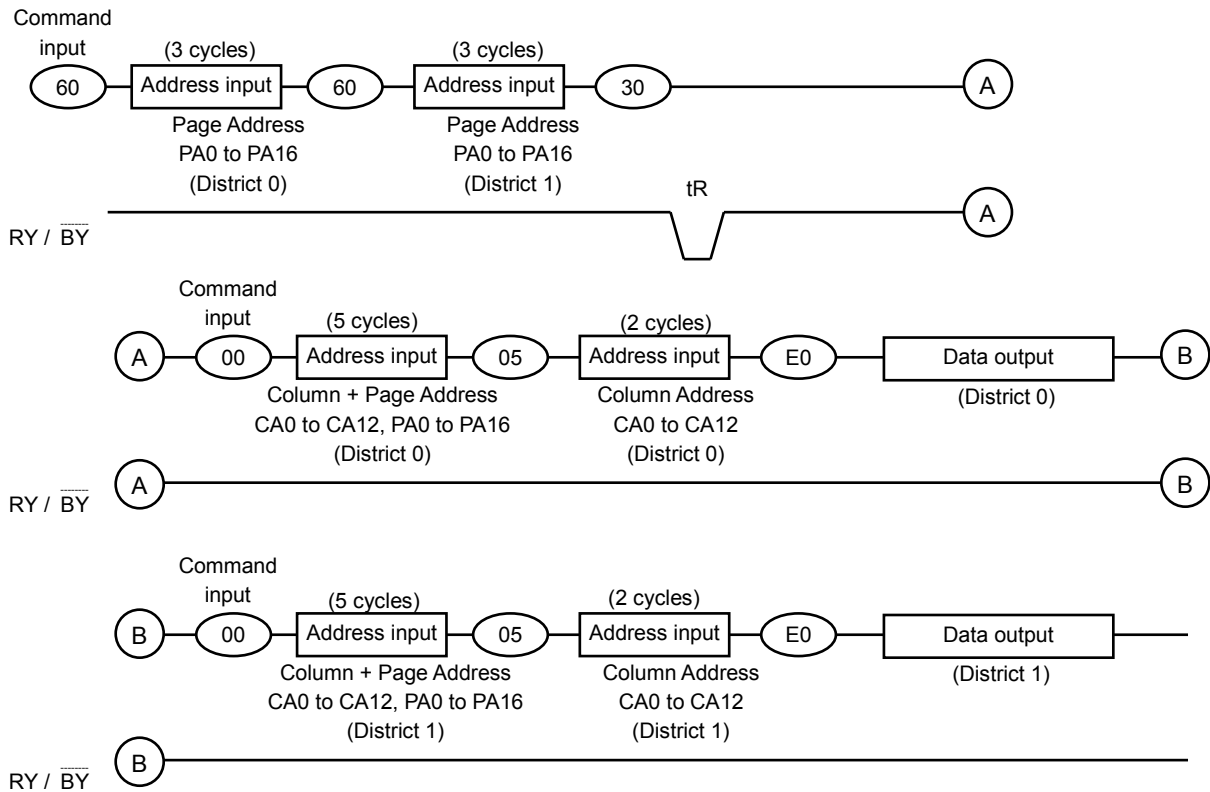 Command
input
(3 cycles)
(3 cycles)
60
Address input
60
Address input
30
A
Page Address
PA0 to PA16
(District 0)
Page Address
PA0 to PA16
(District 1)
tR
A
RY / BY
Command
input
(5 cycles)
(2 cycles)
A
00
Address input
05
Address input
E0
Data output
B
Column + Page Address
CA0 to CA12, PA0 to PA16
(District 0)
Column Address
CA0 to CA12
(District 0)
(District 0)
A
B
RY / BY
Command
input
(5 cycles)
(2 cycles)
B
00
Address input
05
Address input
E0
Data output
Column + Page Address
CA0 to CA12, PA0 to PA16
(District 1)
Column Address
CA0 to CA12
(District 1)
(District 1)
B
RY / BY